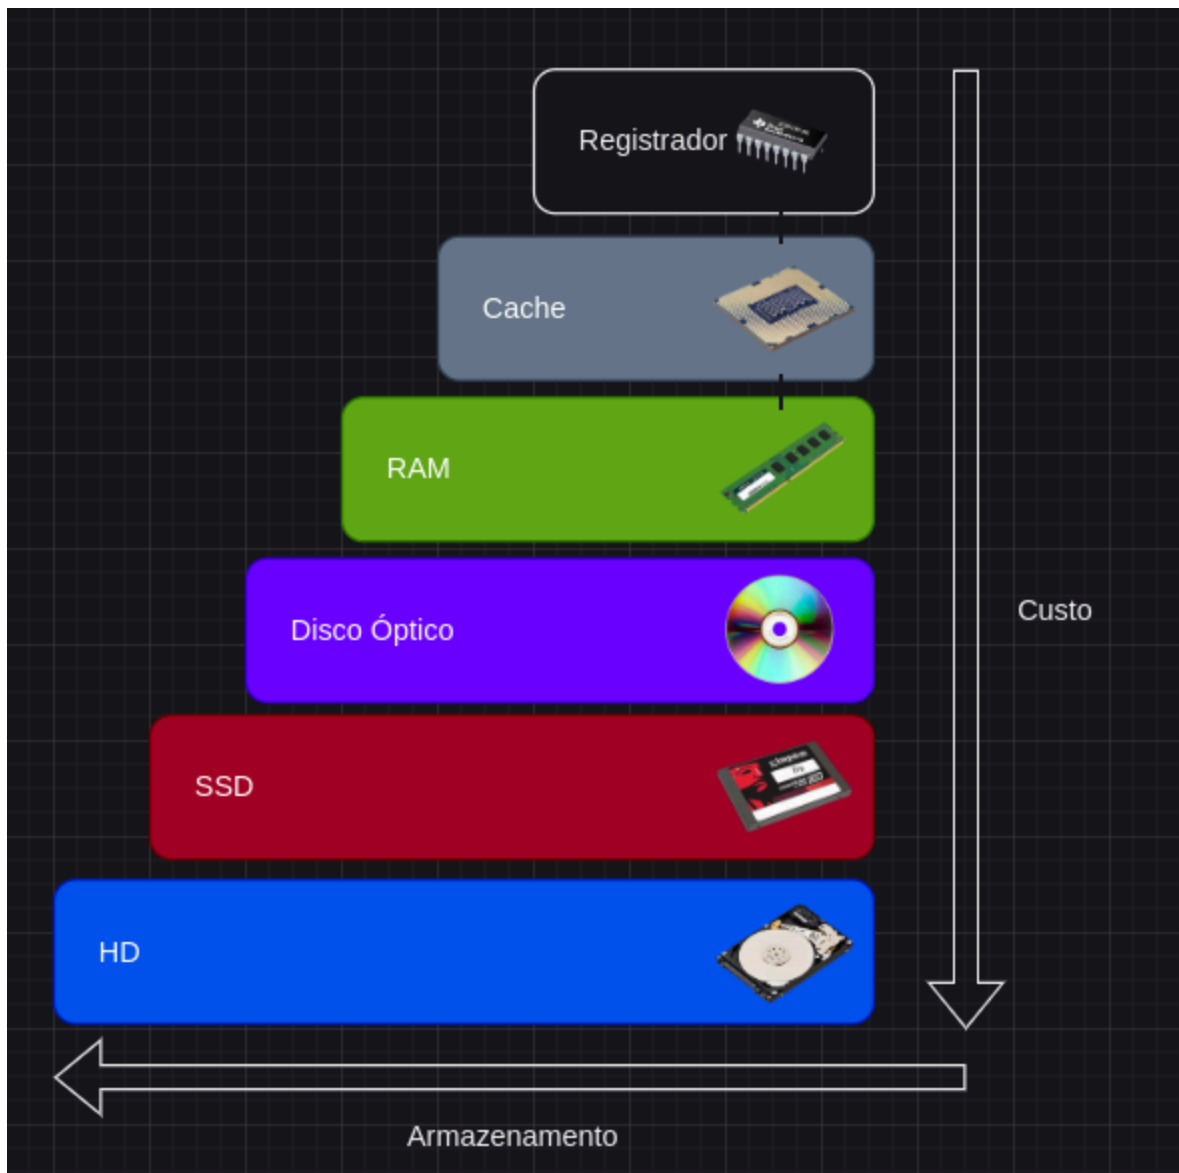 Registrador
Cache
RAM
Disco Óptico
Custo
SSD
HD
Armazenamento